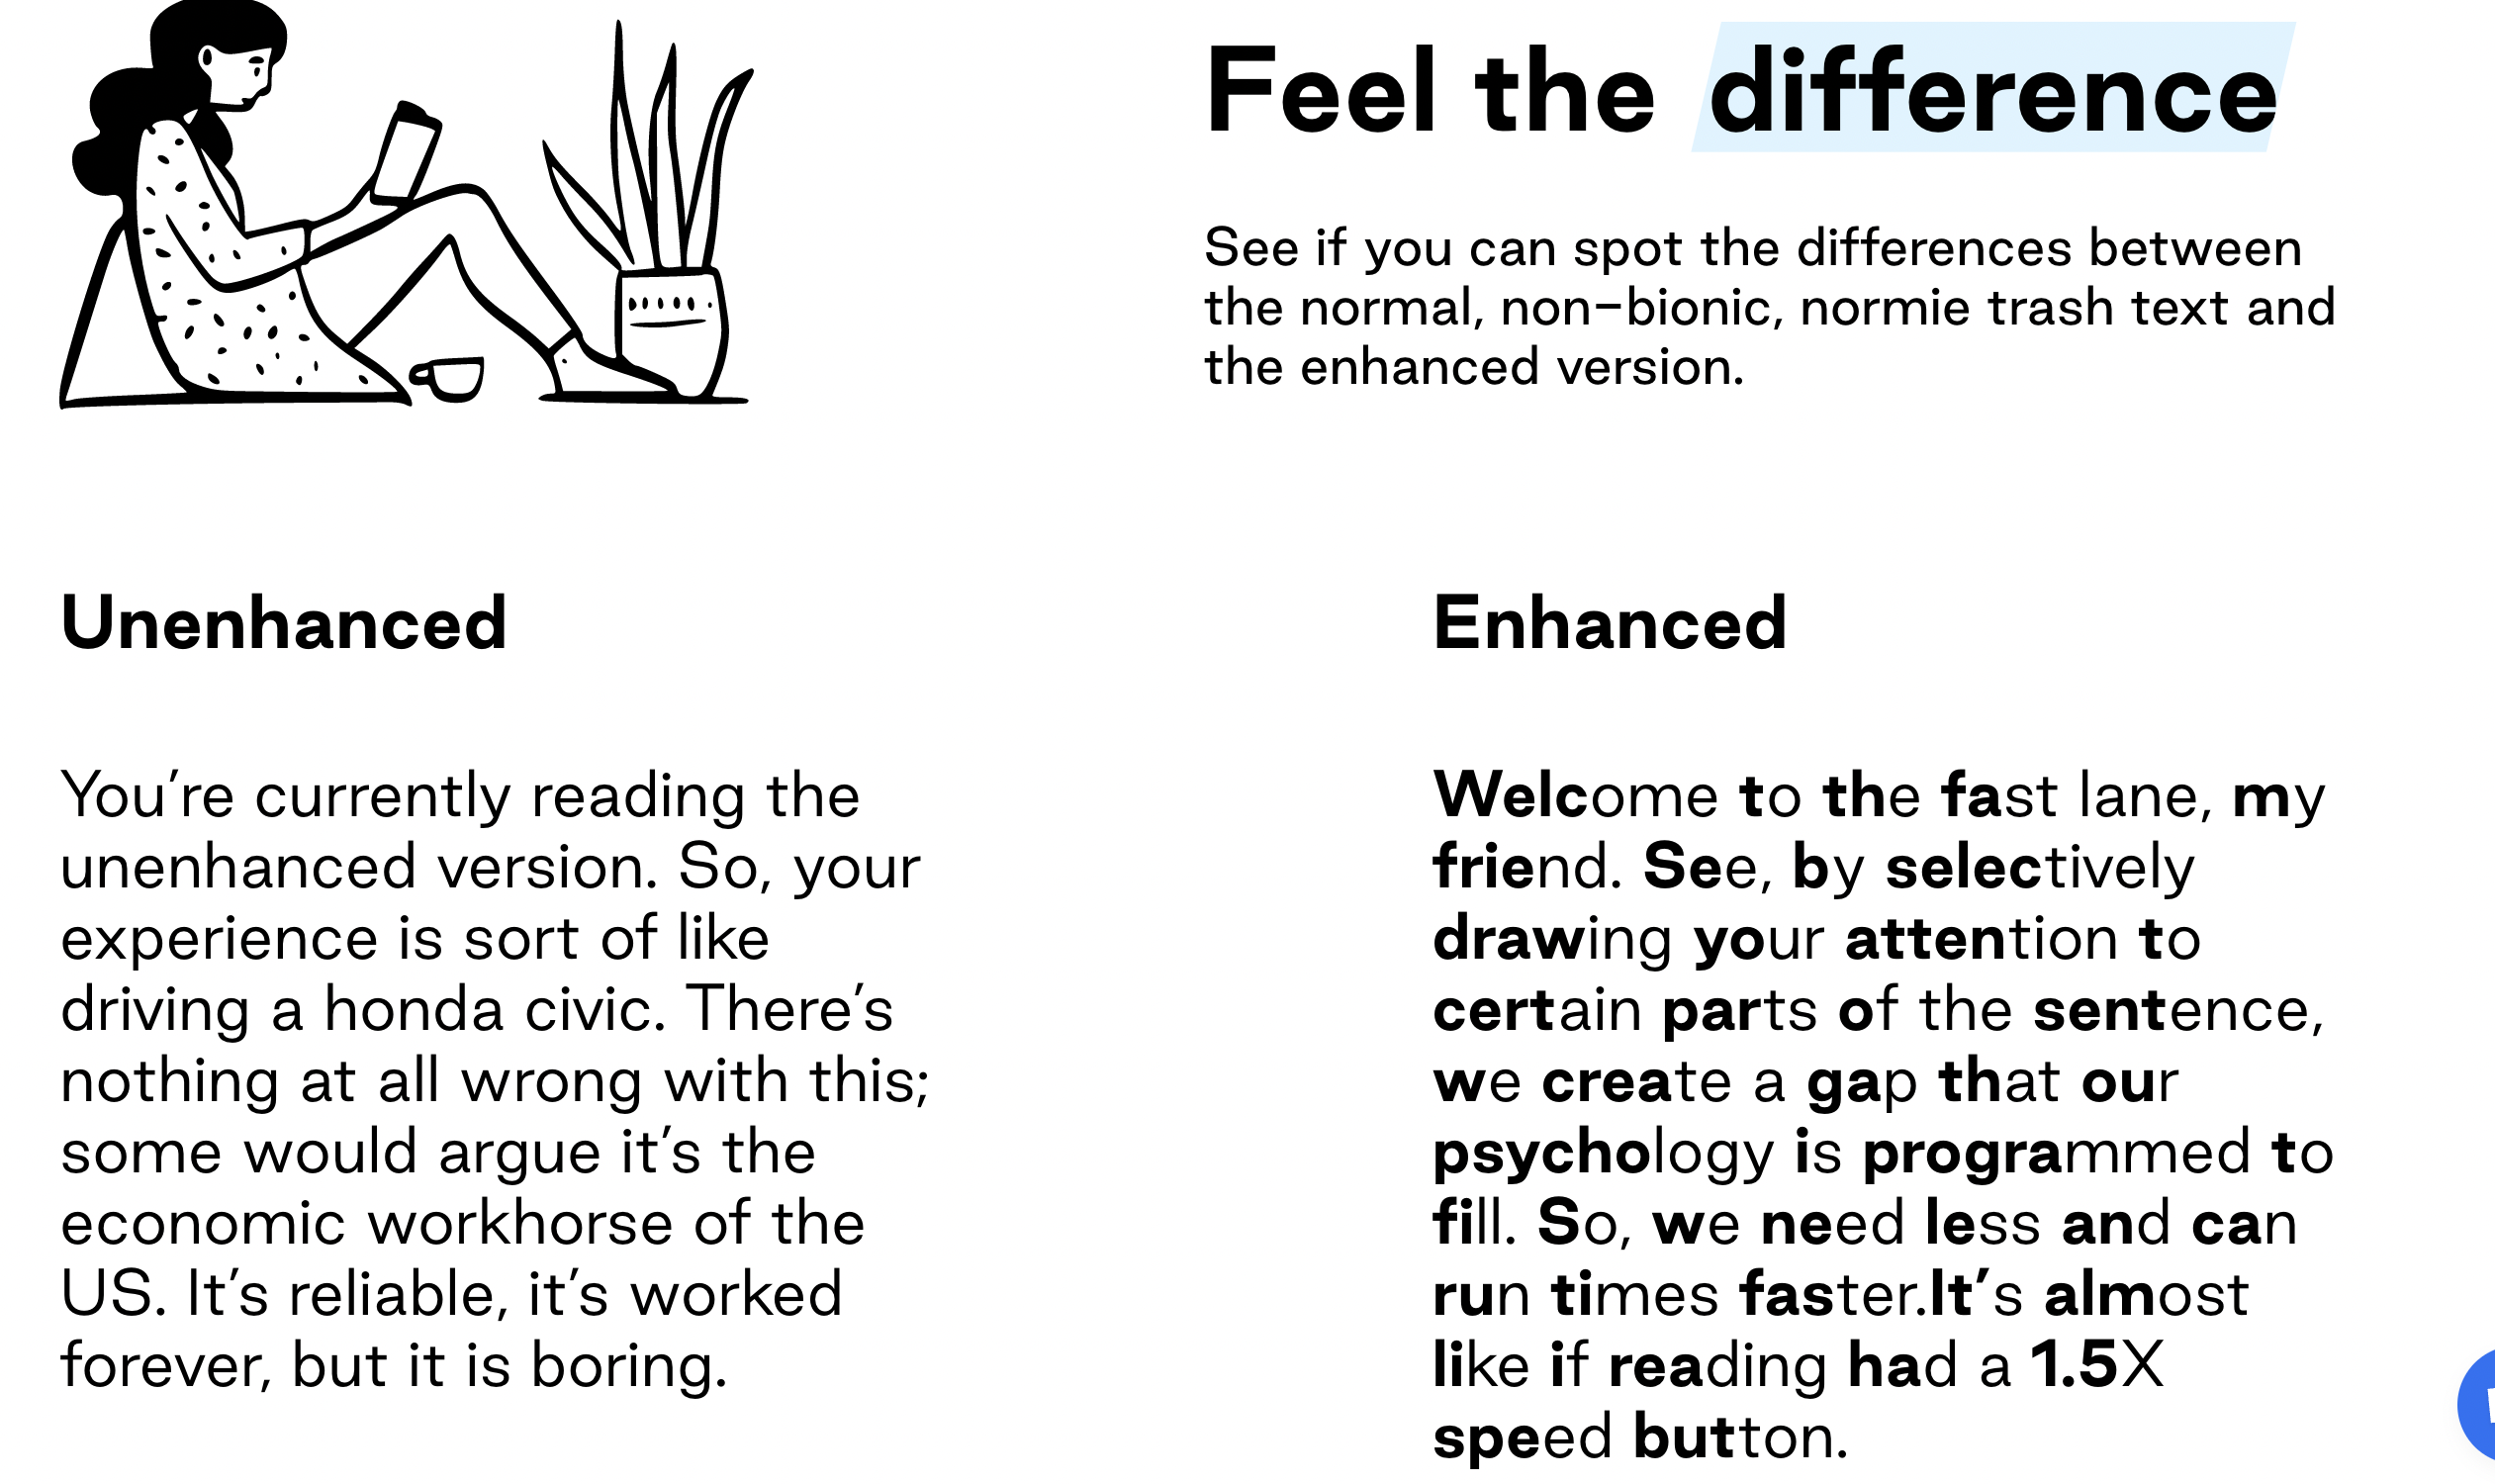 Feel the difference
See if you can spot the differences between
the normal, non-bionic, normie trash text and
the enhanced version.
Unenhanced
You're currently reading the
unenhanced version. So, your
experience is sort of like
driving a honda civic. There's
nothing at all wrong with this;
some would argue it's the
economic workhorse of the
US. It's reliable, it's worked
forever, but it is boring.
Enhanced
Welcome to the fast lane, my
friend. See, by selectively
drawing your attention to
certain parts of the sentence,
we create a gap that our
psychology is programmed to
fill. So, we need less and can
run times faster.It's almost
like if reading had a 1.5X
speed button.